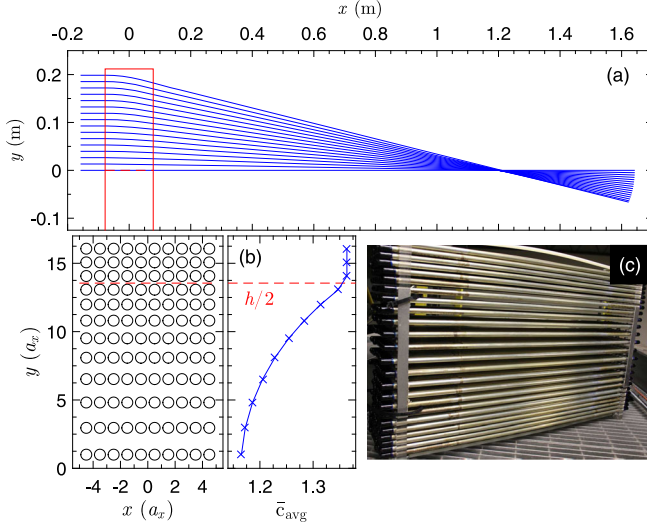 x (m)
-0.2 0 0.2 0.4 0.6 0.8 1 1.2 1.4 1.6
(a)
y (m)
0.2
0.1
0
-0.1
(b)
(c)
y (a_x)
15
10
5
0
h/2
-4 -2 0 2 4
x (a_x)
1.2 1.3
c̄_avg